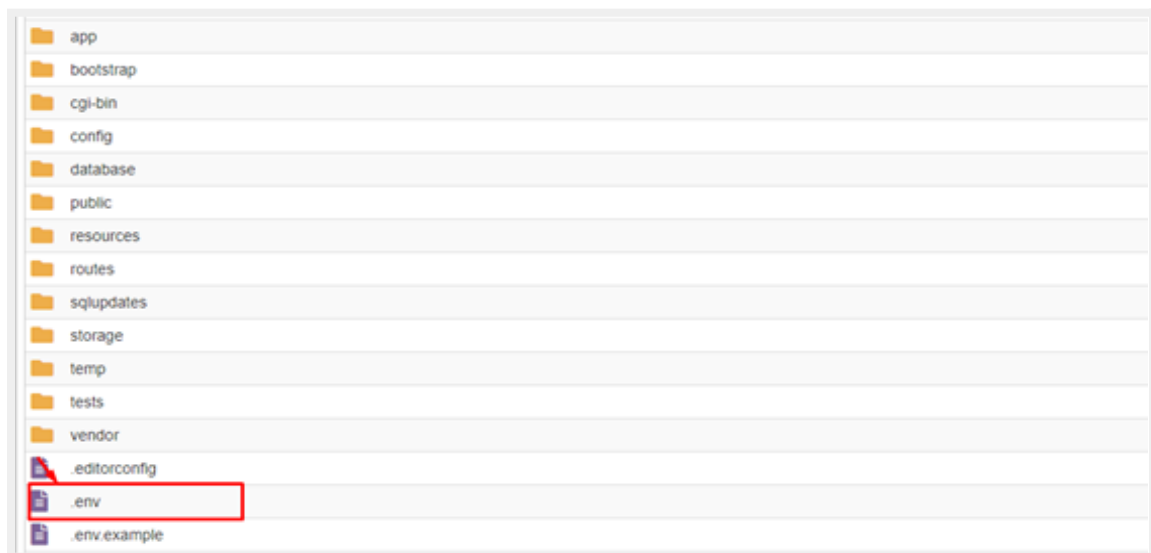 app
bootstrap
cgi-bin
config
database
public
resources
routes
sqlupdates
storage
temp
tests
vendor
.editorconfig
.env
.env.example